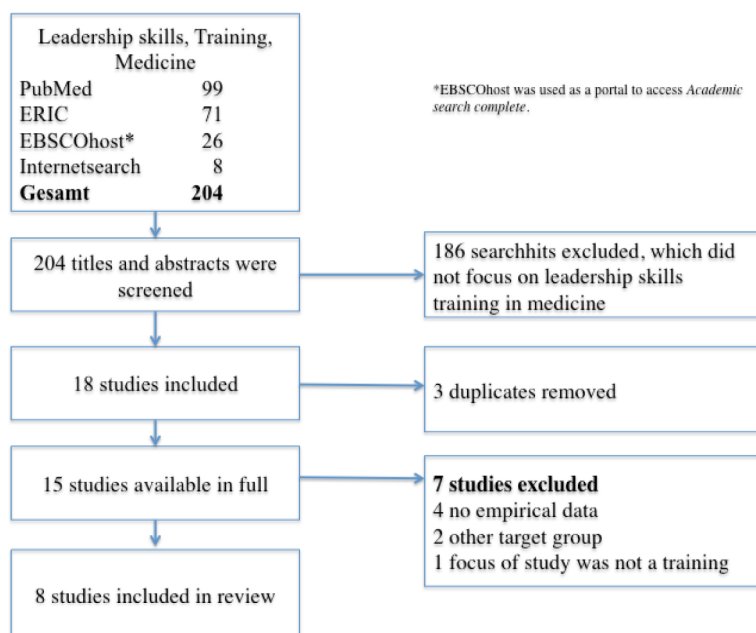 Leadership skills, Training,
Medicine
PubMed 99
ERIC 71
EBSCOhost* 26
Internetsearch 8
Gesamt 204
*EBSCOhost was used as a portal to access Academic
search complete.
204 titles and abstracts were
screened
186 searchhits excluded, which did
not focus on leadership skills
training in medicine
18 studies included
3 duplicates removed
15 studies available in full
7 studies excluded
4 no empirical data
2 other target group
1 focus of study was not a training
8 studies included in review